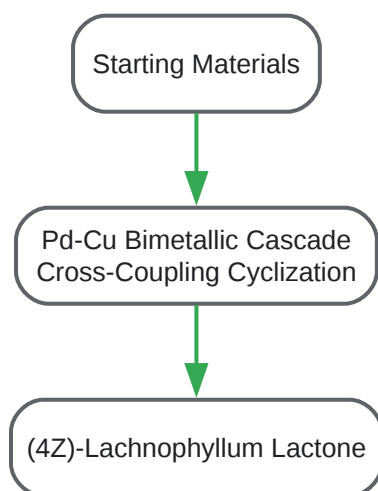 Starting Materials
Pd-Cu Bimetallic Cascade
Cross-Coupling Cyclization
(4Z)-Lachnophyllum Lactone